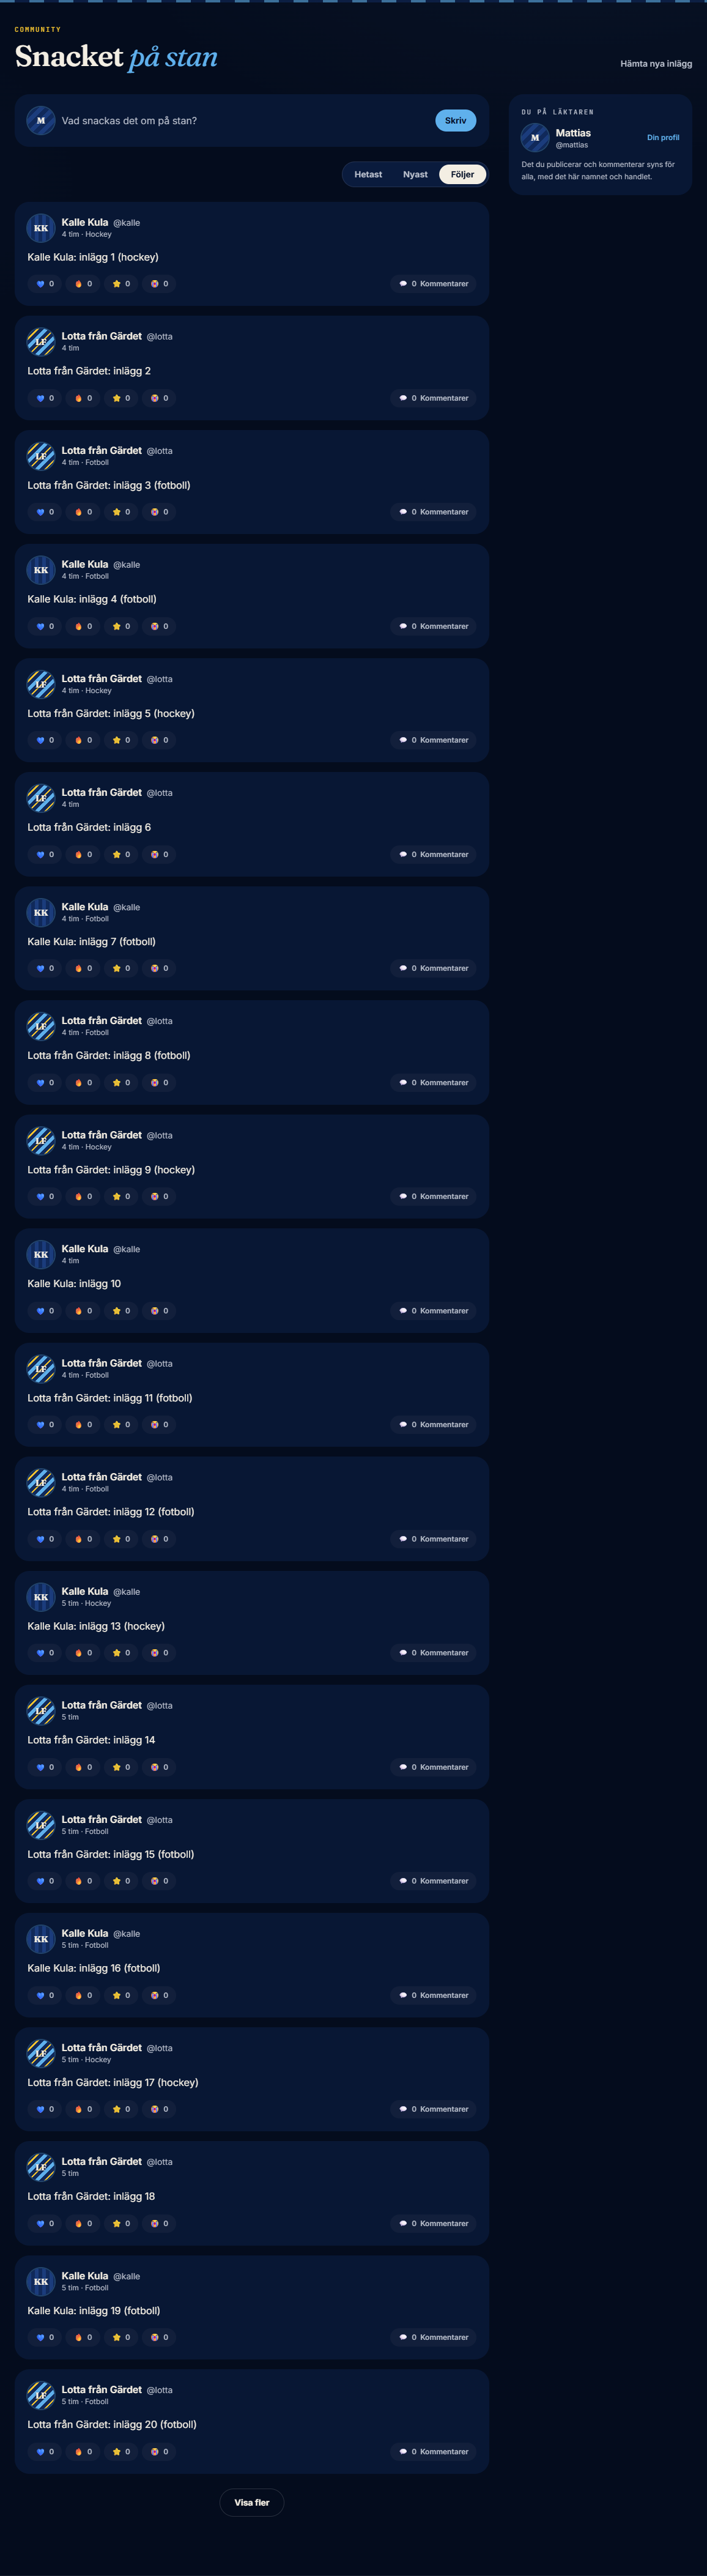 COMMUNITY
Snacket på stan
Hämta nya inlägg
M
Vad snackas det om på stan?
Skriv
DU PÅ LÄKTAREN
M
Mattias
@mattias
Din profil
Det du publicerar och kommenterar syns för
alla, med det här namnet och handlet.
Hetast Nyast Följer
KK
Kalle Kula @kalle
4 tim · Hockey
Kalle Kula: inlägg 1 (hockey)
0 0 0 0 0 Kommentarer
LF
Lotta från Gärdet @lotta
4 tim
Lotta från Gärdet: inlägg 2
0 0 0 0 0 Kommentarer
LF
Lotta från Gärdet @lotta
4 tim · Fotboll
Lotta från Gärdet: inlägg 3 (fotboll)
0 0 0 0 0 Kommentarer
KK
Kalle Kula @kalle
4 tim · Fotboll
Kalle Kula: inlägg 4 (fotboll)
0 0 0 0 0 Kommentarer
LF
Lotta från Gärdet @lotta
4 tim · Hockey
Lotta från Gärdet: inlägg 5 (hockey)
0 0 0 0 0 Kommentarer
LF
Lotta från Gärdet @lotta
4 tim
Lotta från Gärdet: inlägg 6
0 0 0 0 0 Kommentarer
KK
Kalle Kula @kalle
4 tim · Fotboll
Kalle Kula: inlägg 7 (fotboll)
0 0 0 0 0 Kommentarer
LF
Lotta från Gärdet @lotta
4 tim · Fotboll
Lotta från Gärdet: inlägg 8 (fotboll)
0 0 0 0 0 Kommentarer
LF
Lotta från Gärdet @lotta
4 tim · Hockey
Lotta från Gärdet: inlägg 9 (hockey)
0 0 0 0 0 Kommentarer
KK
Kalle Kula @kalle
4 tim
Kalle Kula: inlägg 10
0 0 0 0 0 Kommentarer
LF
Lotta från Gärdet @lotta
4 tim · Fotboll
Lotta från Gärdet: inlägg 11 (fotboll)
0 0 0 0 0 Kommentarer
LF
Lotta från Gärdet @lotta
4 tim · Fotboll
Lotta från Gärdet: inlägg 12 (fotboll)
0 0 0 0 0 Kommentarer
KK
Kalle Kula @kalle
5 tim · Hockey
Kalle Kula: inlägg 13 (hockey)
0 0 0 0 0 Kommentarer
LF
Lotta från Gärdet @lotta
5 tim
Lotta från Gärdet: inlägg 14
0 0 0 0 0 Kommentarer
LF
Lotta från Gärdet @lotta
5 tim · Fotboll
Lotta från Gärdet: inlägg 15 (fotboll)
0 0 0 0 0 Kommentarer
KK
Kalle Kula @kalle
5 tim · Fotboll
Kalle Kula: inlägg 16 (fotboll)
0 0 0 0 0 Kommentarer
LF
Lotta från Gärdet @lotta
5 tim · Hockey
Lotta från Gärdet: inlägg 17 (hockey)
0 0 0 0 0 Kommentarer
LF
Lotta från Gärdet @lotta
5 tim
Lotta från Gärdet: inlägg 18
0 0 0 0 0 Kommentarer
KK
Kalle Kula @kalle
5 tim · Fotboll
Kalle Kula: inlägg 19 (fotboll)
0 0 0 0 0 Kommentarer
LF
Lotta från Gärdet @lotta
5 tim · Fotboll
Lotta från Gärdet: inlägg 20 (fotboll)
0 0 0 0 0 Kommentarer
Visa fler